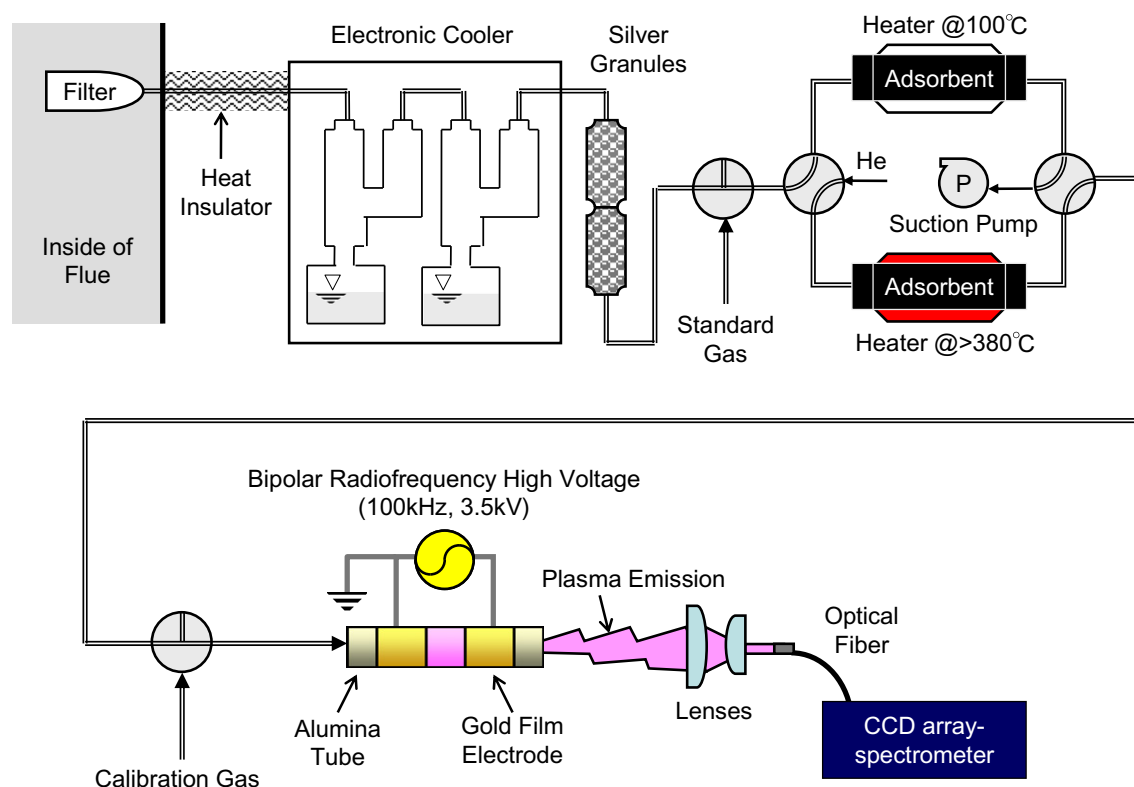 Heater @100℃
Adsorbent
Electronic Cooler
Silver
Granules
Filter
Heat
Insulator
Inside of
Flue
He
P
Suction Pump
Adsorbent
Heater @>380℃
Standard
Gas
Bipolar Radiofrequency High Voltage
(100kHz, 3.5kV)
Plasma Emission
Optical
Fiber
Lenses
Alumina
Tube
Gold Film
Electrode
CCD array-
spectrometer
Calibration Gas